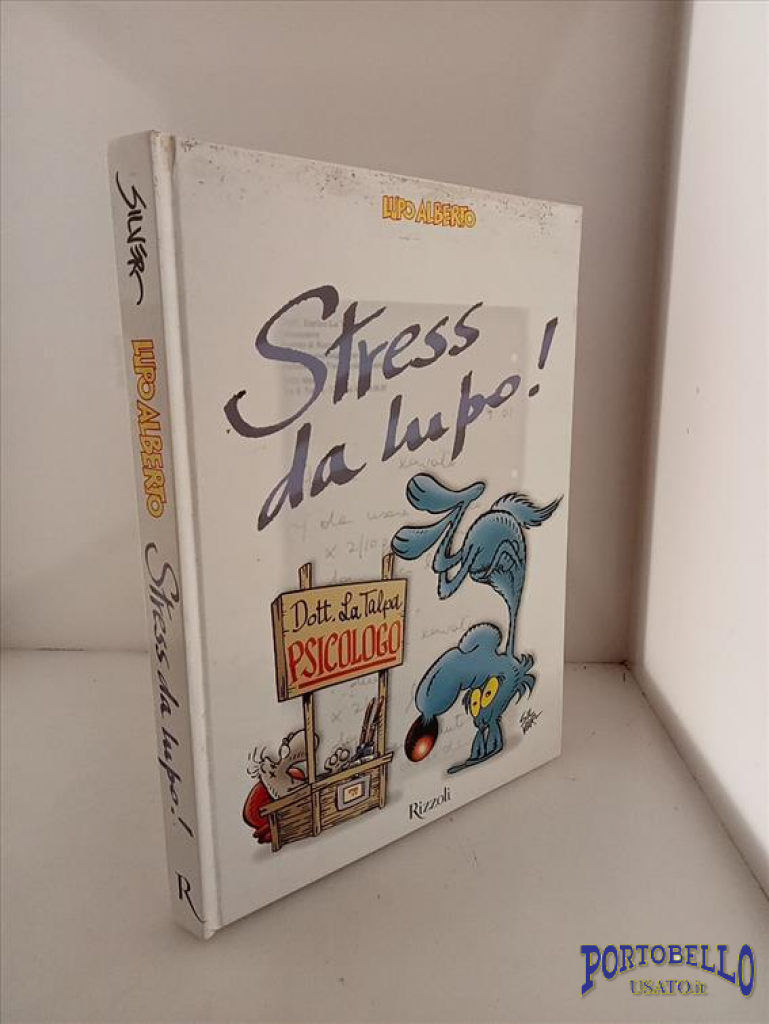 SILVER
LUPO ALBERTO
Stress da lupo!
R
LUPO ALBERTO
Stress
da lupo!
Dott. La Talpa
PSICOLOGO
SILVER
Rizzoli
PORTOBELLO
USATO.it